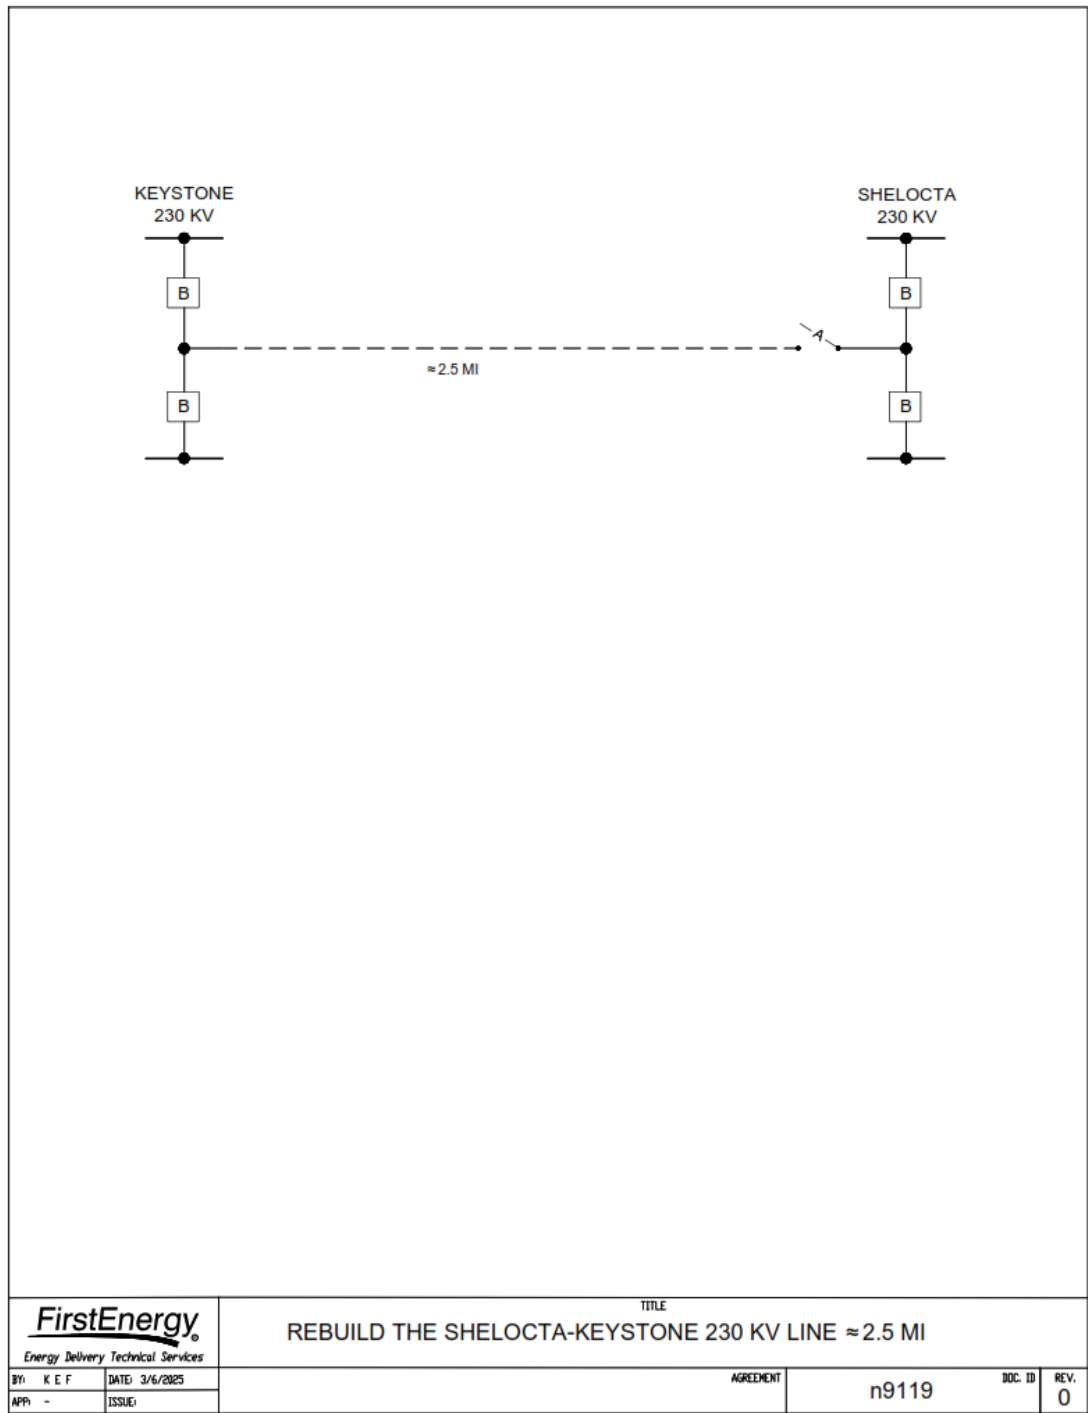 KEYSTONE
230 KV
SHELOCTA
230 KV
B
B
A
≈2.5 MI
B
B
FirstEnergy®
Energy Delivery Technical Services
TITLE
REBUILD THE SHELOCTA-KEYSTONE 230 KV LINE ≈2.5 MI
BY: K E F
DATE: 3/6/2025
APP: -
ISSUE:
AGREEMENT
n9119
DOC. ID
REV.
0